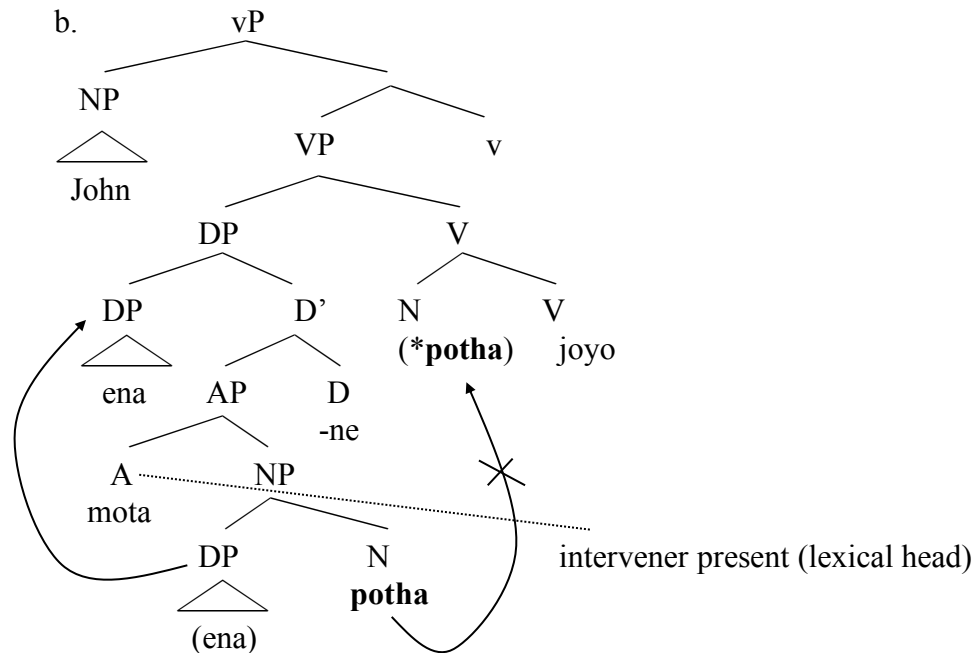 b. vP
NP
VP v
John
DP V
DP D’ N V
(*potha) joyo
ena AP D
-ne
A NP
mota
intervener present (lexical head)
DP N
potha
(ena)